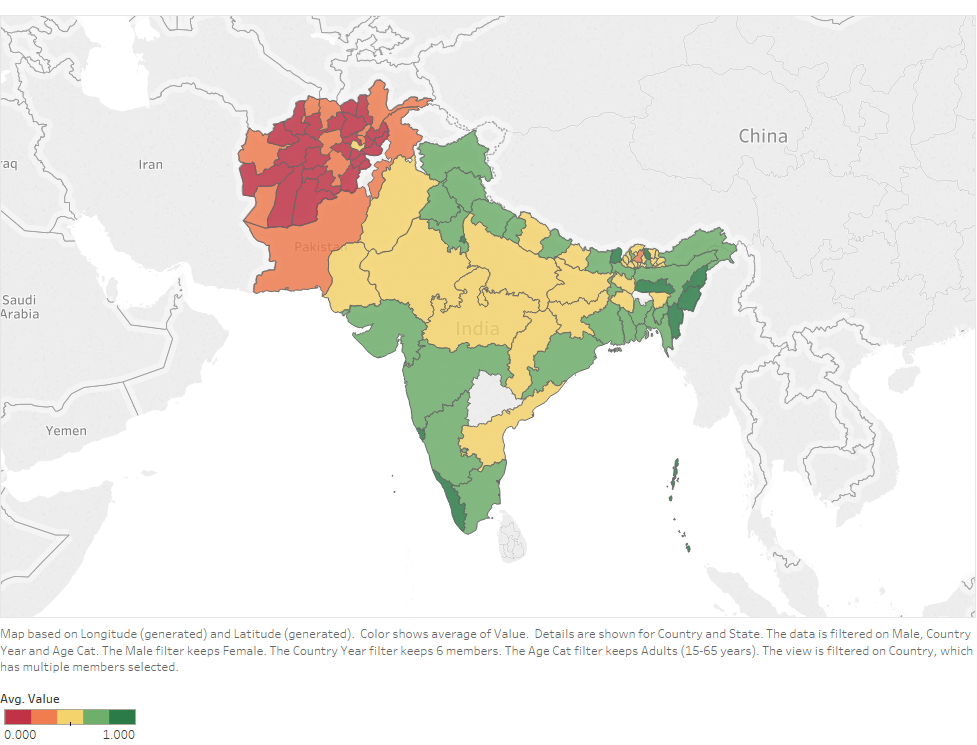 China
Iran
aq
Pakista
Saudi
Arabia
India
Yemen
Map based on Longitude (generated) and Latitude (generated).  Color shows average of Value.  Details are shown for Country and State. The data is filtered on Male, Country
Year and Age Cat. The Male filter keeps Female. The Country Year filter keeps 6 members. The Age Cat filter keeps Adults (15-65 years). The view is filtered on Country, which
has multiple members selected.
Avg. Value
0.000 1.000